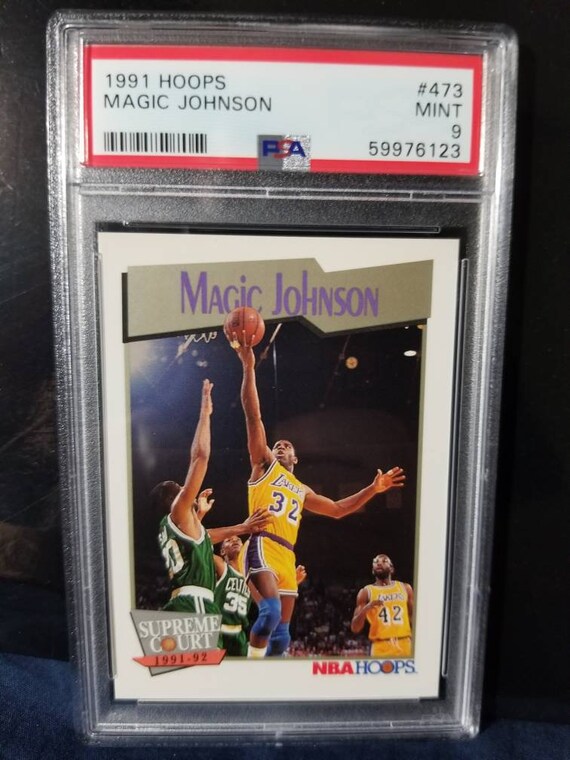 1991 HOOPS #473
MAGIC JOHNSON MINT
9
PSA 59976123
MAGIC JOHNSON
LAKERS
32
CELTICS
35
LAKERS
42
SUPREME
COURT
1991-92
NBA HOOPS